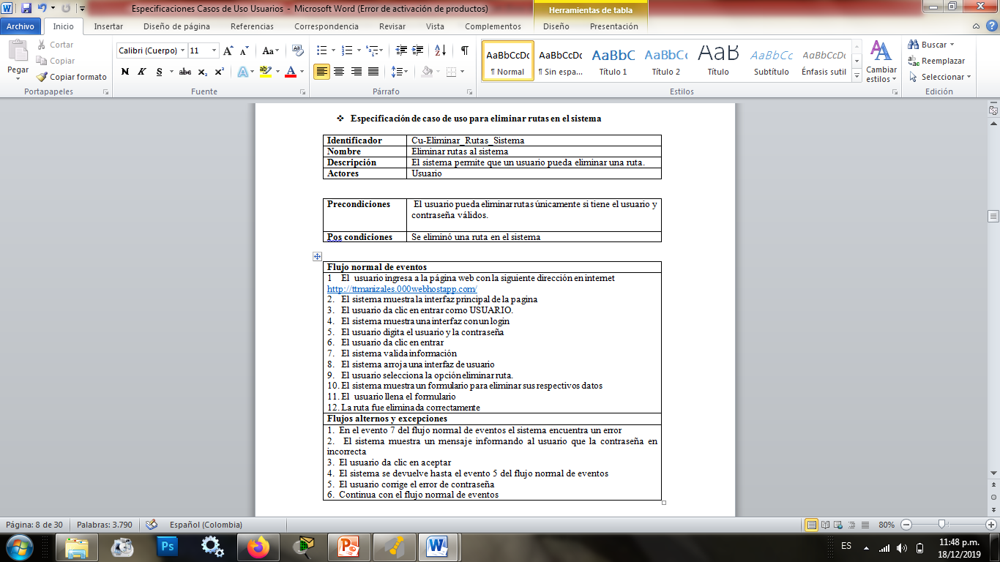 Especificaciones Casos de Uso Usuarios - Microsoft Word (Error de activación de productos)
Herramientas de tabla
Archivo Inicio Insertar Diseño de página Referencias Correspondencia Revisar Vista Complementos Diseño Presentación
Pegar
Cortar
Copiar
Copiar formato
Portapapeles
Calibri (Cuerpo) 11
N K S abc x₂ x²
Fuente
Párrafo
AaBbCcDc AaBbCcDc AaBbC AaBbCc AaB AaBbCc AaBbCcDc
¶ Normal ¶ Sin espa... Título 1 Título 2 Título Subtítulo Énfasis sutil
Cambiar estilos
Estilos
Buscar
Reemplazar
Seleccionar
Edición
Especificación de caso de uso para eliminar rutas en el sistema
Identificador Cu-Eliminar_Rutas_Sistema
Nombre Eliminar rutas al sistema
Descripción El sistema permite que un usuario pueda eliminar una ruta.
Actores Usuario
Precondiciones El usuario pueda eliminar rutas únicamente si tiene el usuario y
contraseña válidos.
Pos condiciones Se eliminó una ruta en el sistema
Flujo normal de eventos
1 El usuario ingresa a la página web con la siguiente dirección en internet
http://ttmanizales.000webhostapp.com/
2. El sistema muestra la interfaz principal de la pagina
3. El usuario da clic en entrar como USUARIO.
4. El sistema muestra una interfaz con un login
5. El usuario digita el usuario y la contraseña
6. El usuario da clic en entrar
7. El sistema valida información
8. El sistema arroja una interfaz de usuario
9. El usuario selecciona la opción eliminar ruta.
10. El sistema muestra un formulario para eliminar sus respectivos datos
11. El usuario llena el formulario
12. La ruta fue eliminada correctamente
Flujos alternos y excepciones
1. En el evento 7 del flujo normal de eventos el sistema encuentra un error
2. El sistema muestra un mensaje informando al usuario que la contraseña en
incorrecta
3. El usuario da clic en aceptar
4. El sistema se devuelve hasta el evento 5 del flujo normal de eventos
5. El usuario corrige el error de contraseña
6. Continua con el flujo normal de eventos
Página: 8 de 30 Palabras: 3.790 Español (Colombia) 80%
ES 11:48 p.m.
18/12/2019